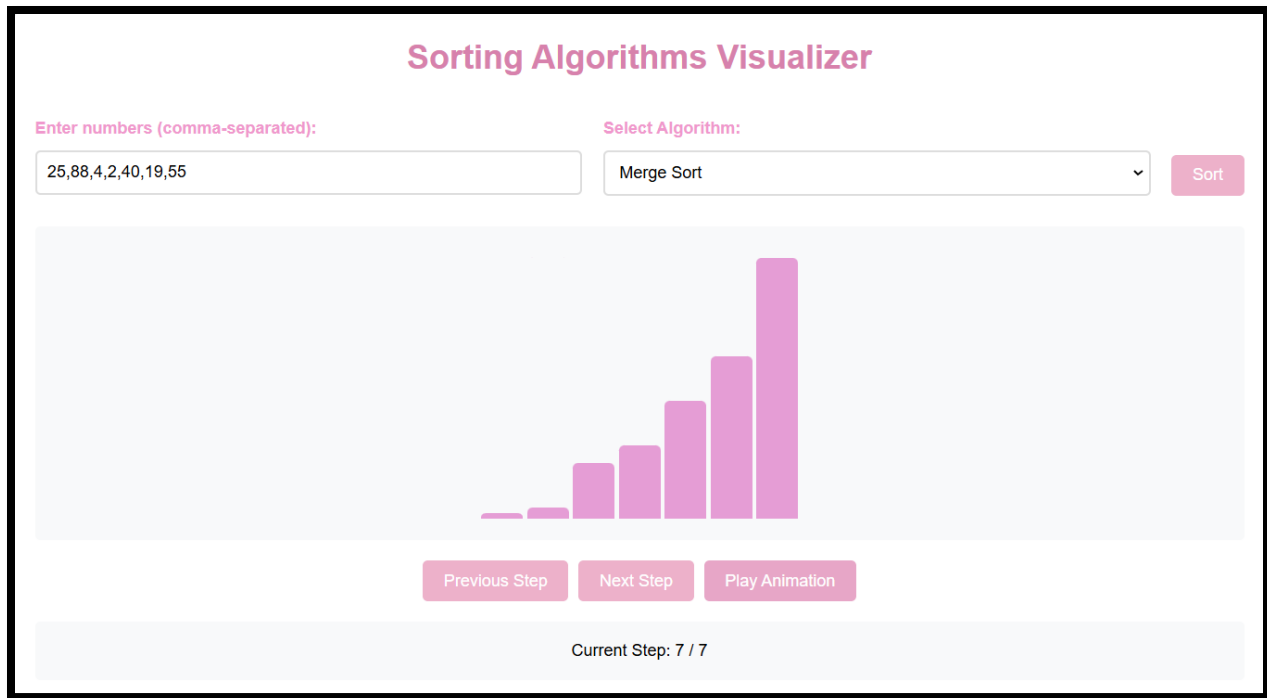 Sorting Algorithms Visualizer
Enter numbers (comma-separated):
Select Algorithm:
25,88,4,2,40,19,55
Merge Sort
Sort
Previous Step
Next Step
Play Animation
Current Step: 7 / 7